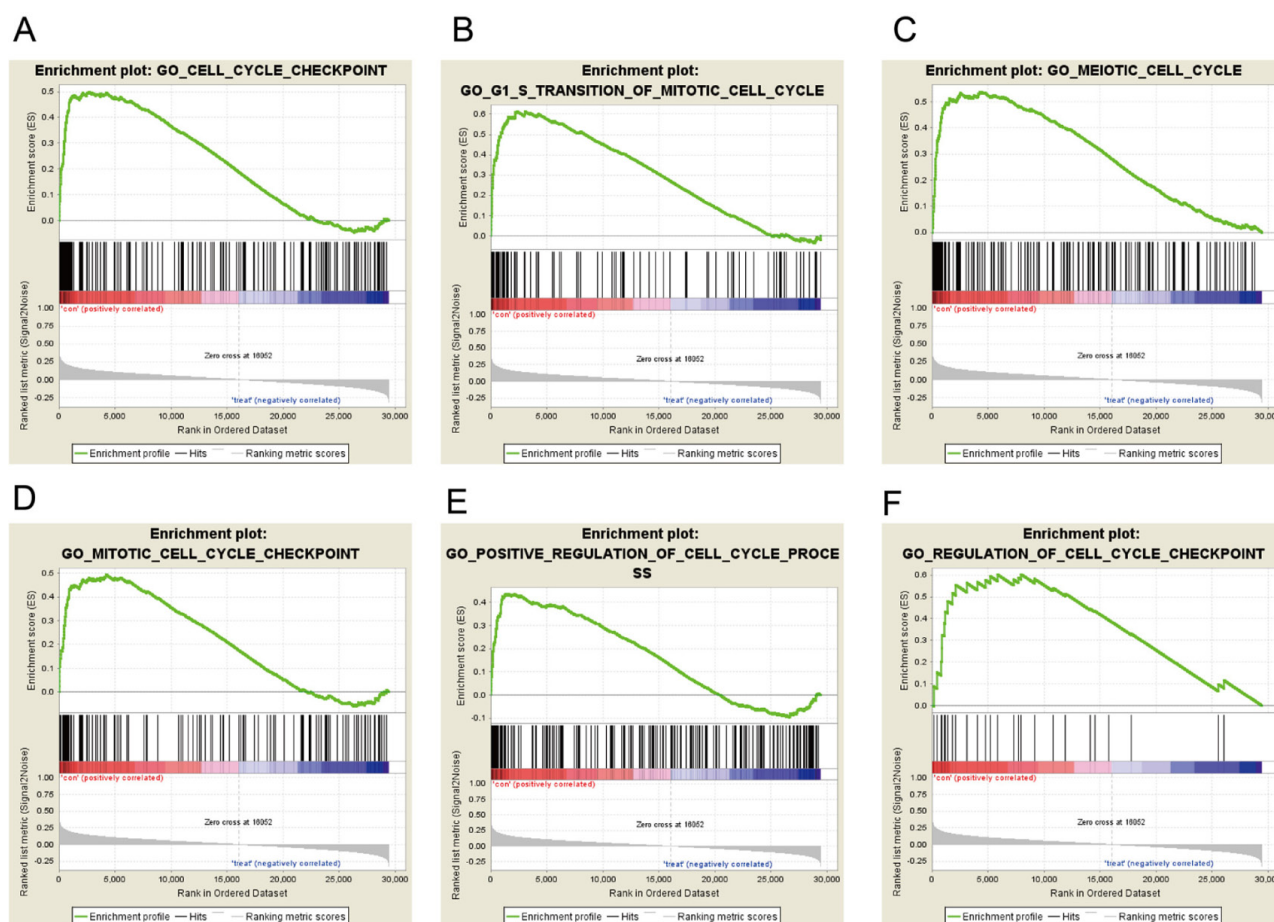 A
Enrichment plot: GO_CELL_CYCLE_CHECKPOINT
Enrichment score (ES)
0.5
0.4
0.3
0.2
0.1
0.0
Ranked list metric (Signal2Noise)
1.00
0.75
0.50
0.25
0.00
-0.25
'con' (positively correlated)
Zero cross at 16052
'treat' (negatively correlated)
0 5,000 10,000 15,000 20,000 25,000 30,000
Rank in Ordered Dataset
Enrichment profile Hits Ranking metric scores
B
Enrichment plot:
GO_G1_S_TRANSITION_OF_MITOTIC_CELL_CYCLE
Enrichment score (ES)
0.6
0.5
0.4
0.3
0.2
0.1
0.0
Ranked list metric (Signal2Noise)
1.00
0.75
0.50
0.25
0.00
-0.25
'con' (positively correlated)
Zero cross at 16052
'treat' (negatively correlated)
0 5,000 10,000 15,000 20,000 25,000 30,000
Rank in Ordered Dataset
Enrichment profile Hits Ranking metric scores
C
Enrichment plot: GO_MEIOTIC_CELL_CYCLE
Enrichment score (ES)
0.5
0.4
0.3
0.2
0.1
0.0
Ranked list metric (Signal2Noise)
1.00
0.75
0.50
0.25
0.00
-0.25
'con' (positively correlated)
Zero cross at 16052
'treat' (negatively correlated)
0 5,000 10,000 15,000 20,000 25,000
Rank in Ordered Dataset
Enrichment profile Hits Ranking metric scores
D
Enrichment plot:
GO_MITOTIC_CELL_CYCLE_CHECKPOINT
Enrichment score (ES)
0.5
0.4
0.3
0.2
0.1
0.0
Ranked list metric (Signal2Noise)
1.00
0.75
0.50
0.25
0.00
-0.25
'con' (positively correlated)
Zero cross at 16052
'treat' (negatively correlated)
0 5,000 10,000 15,000 20,000 25,000 30,000
Rank in Ordered Dataset
Enrichment profile Hits Ranking metric scores
E
Enrichment plot:
GO_POSITIVE_REGULATION_OF_CELL_CYCLE_PROCE
SS
Enrichment score (ES)
0.4
0.3
0.2
0.1
0.0
-0.1
Ranked list metric (Signal2Noise)
1.00
0.75
0.50
0.25
0.00
-0.25
'con' (positively correlated)
Zero cross at 16052
'treat' (negatively correlated)
0 5,000 10,000 15,000 20,000 25,000 30,000
Rank in Ordered Dataset
Enrichment profile Hits Ranking metric scores
F
Enrichment plot:
GO_REGULATION_OF_CELL_CYCLE_CHECKPOINT
Enrichment score (ES)
0.6
0.5
0.4
0.3
0.2
0.1
0.0
Ranked list metric (Signal2Noise)
1.00
0.75
0.50
0.25
0.00
-0.25
'con' (positively correlated)
Zero cross at 16052
'treat' (negatively correlated)
0 5,000 10,000 15,000 20,000 25,000
Rank in Ordered Dataset
Enrichment profile Hits Ranking metric scores